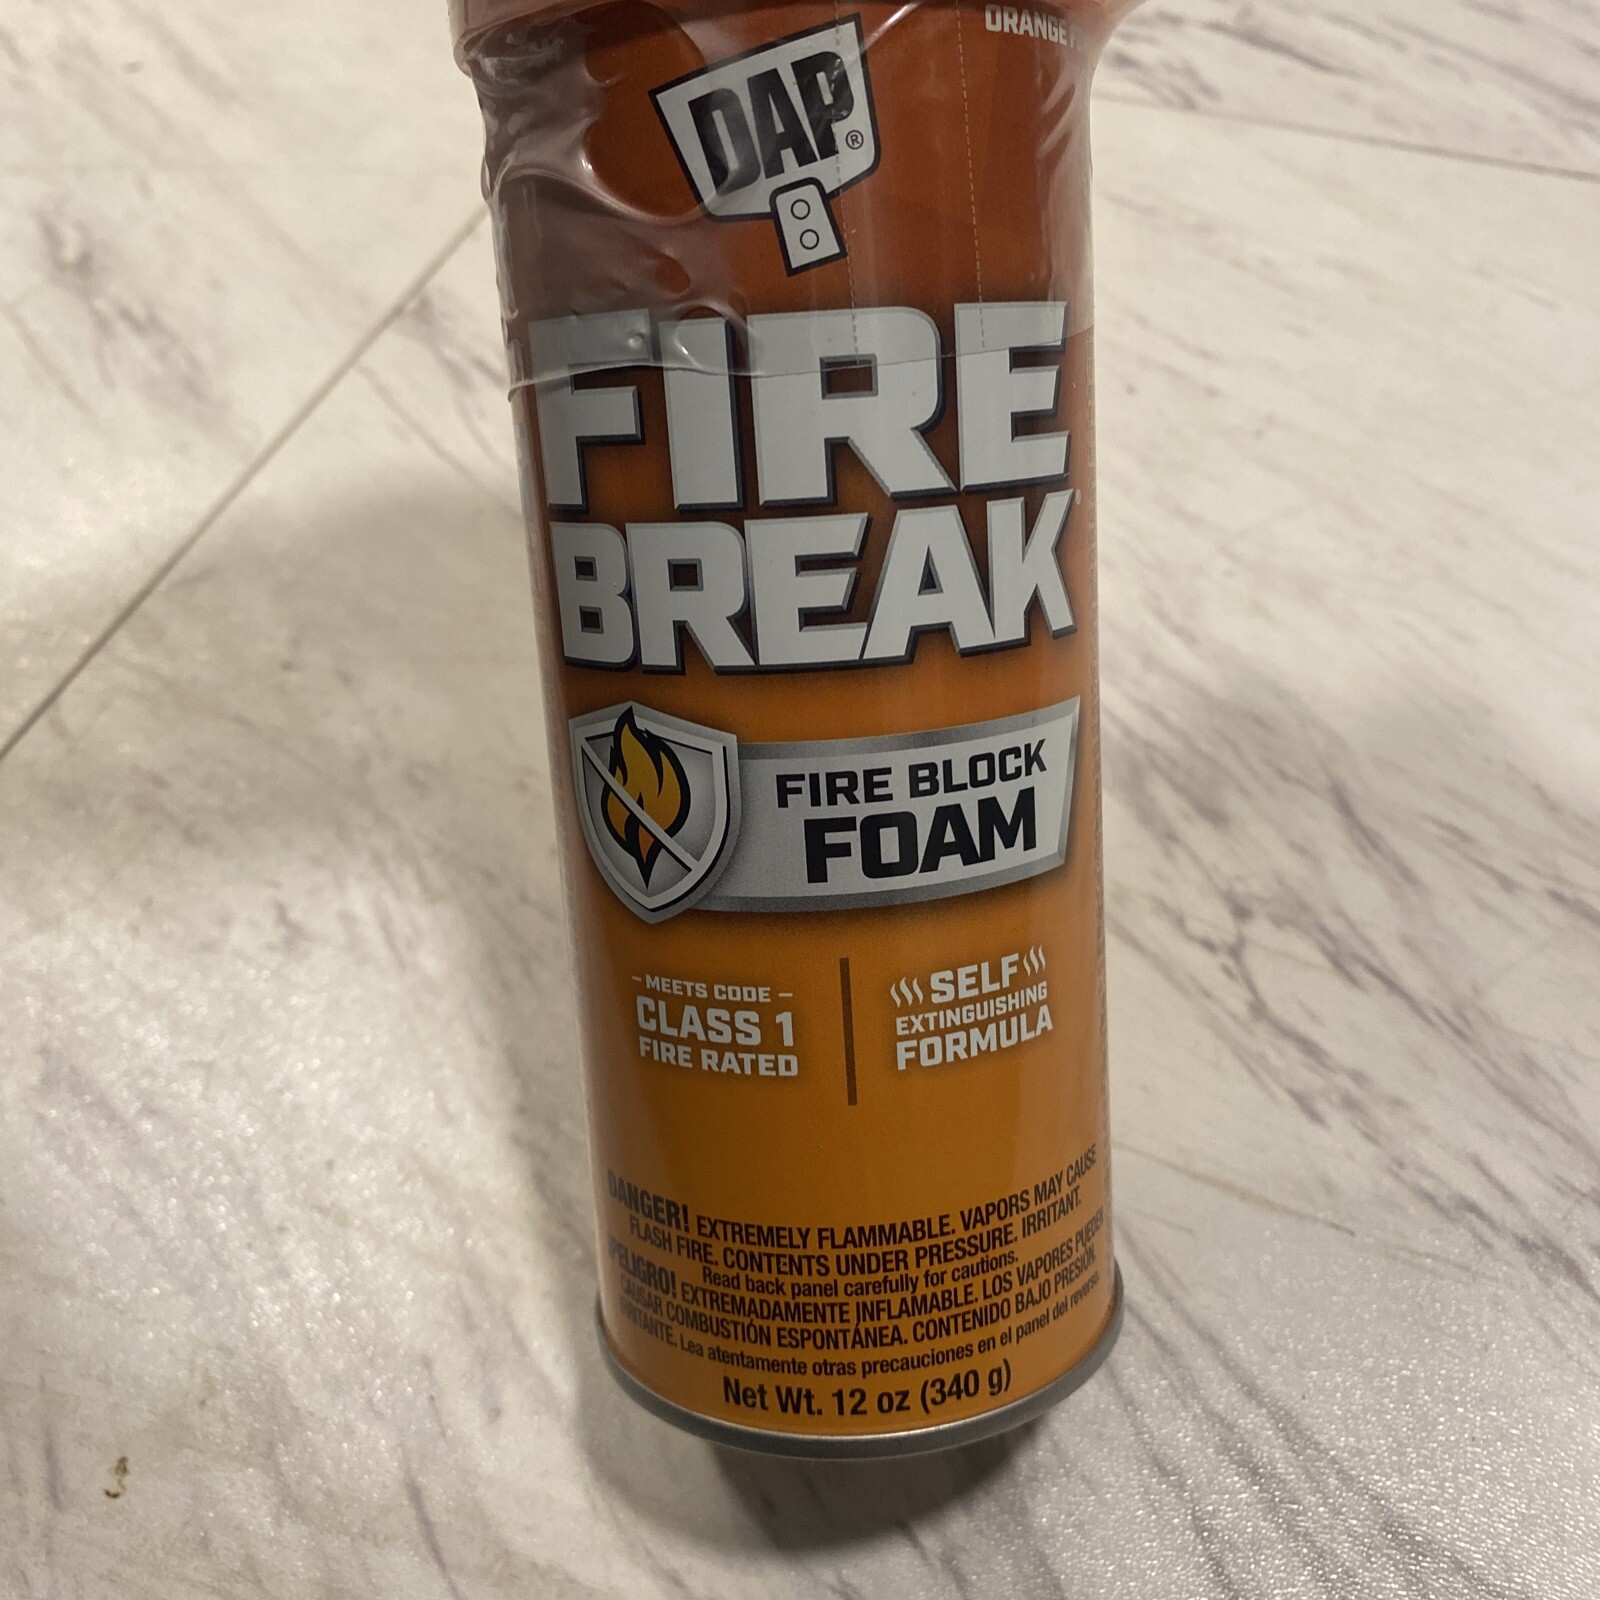 ORANGE
DAP®
FIRE
BREAK
FIRE BLOCK
FOAM
– MEETS CODE –
CLASS 1
FIRE RATED
SELF
EXTINGUISHING
FORMULA
DANGER! EXTREMELY FLAMMABLE. VAPORS MAY CAUSE
FLASH FIRE. CONTENTS UNDER PRESSURE. IRRITANT.
Read back panel carefully for cautions.
¡PELIGRO! EXTREMADAMENTE INFLAMABLE. LOS VAPORES PUEDEN
CAUSAR COMBUSTIÓN ESPONTÁNEA. CONTENIDO BAJO PRESIÓN.
IRRITANTE. Lea atentamente otras precauciones en el panel del reverso.
Net Wt. 12 oz (340 g)